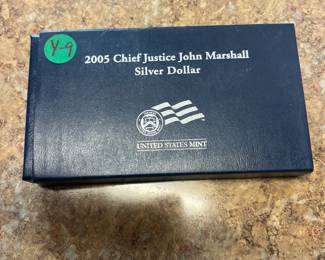 Y-9
2005 Chief Justice John Marshall
Silver Dollar
UNITED STATES MINT